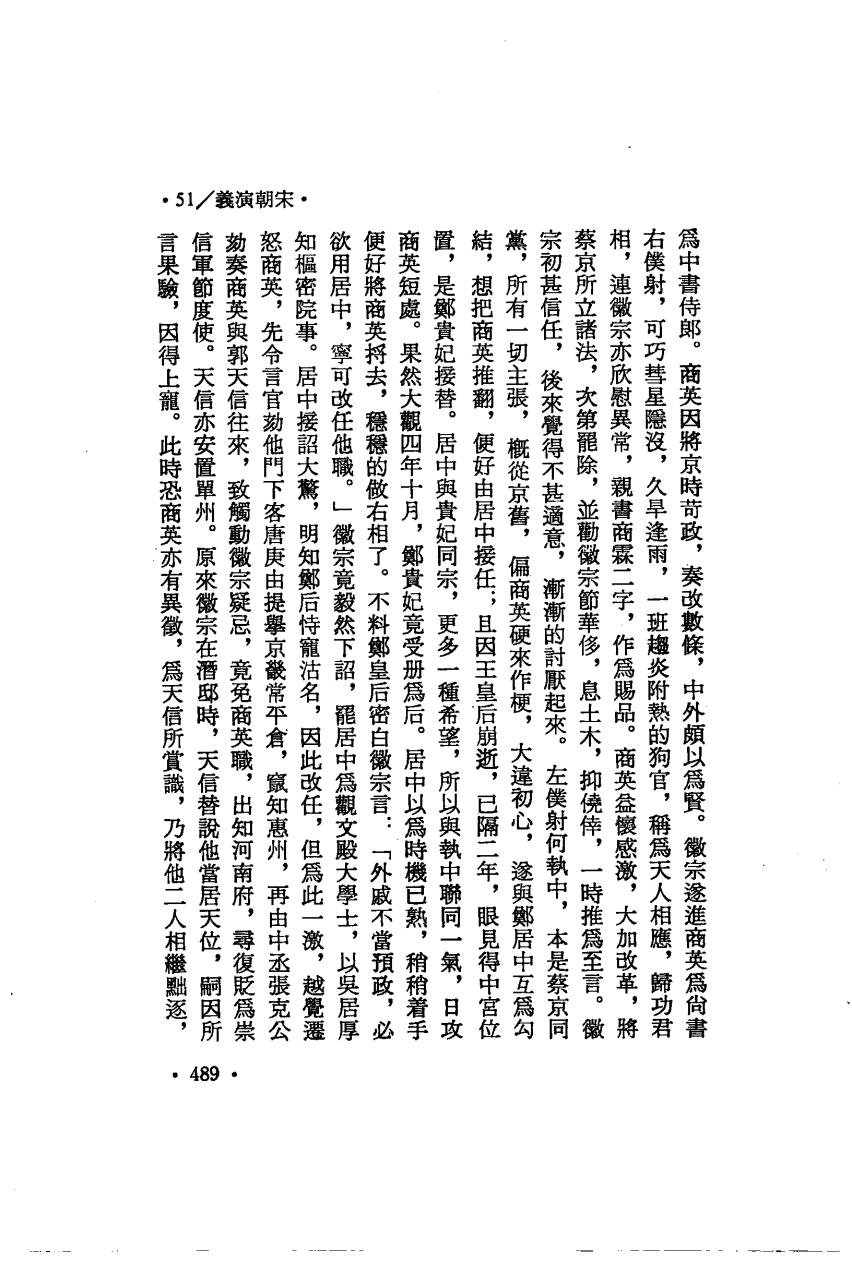 •宋朝演義／51•
爲中書侍郎。商英因將京時苛政，奏改數條，中外頗以爲賢。徽宗遂進商英爲尙書
右僕射，可巧彗星隱沒，久旱逢雨，一班趨炎附熱的狗官，稱爲天人相應，歸功君
相，連徽宗亦欣慰異常，親書商霖二字，作爲賜品。商英益懷感激，大加改革，將
蔡京所立諸法，次第罷除，並勸徽宗節華侈，息土木，抑僥倖，一時推爲至言。徽
宗初甚信任，後來覺得不甚適意，漸漸的討厭起來。左僕射何執中，本是蔡京同
黨，所有一切主張，槪從京舊，偏商英硬來作梗，大違初心，遂與鄭居中互爲勾
結，想把商英推翻，便好由居中接任；且因王皇后崩逝，已隔二年，眼見得中宮位
置，是鄭貴妃接替。居中與貴妃同宗，更多一種希望，所以與執中聯同一氣，日攻
商英短處。果然大觀四年十月，鄭貴妃竟受册爲后。居中以爲時機已熟，稍稍着手
便好將商英捋去，穩穩的做右相了。不料鄭皇后密白徽宗言：「外戚不當預政，必
欲用居中，寧可改任他職。」徽宗竟毅然下詔，罷居中爲觀文殿大學士，以吳居厚
知樞密院事。居中接詔大驚，明知鄭后恃寵沽名，因此改任，但爲此一激，越覺遷
怒商英，先令言官劾他門下客唐庚由提擧京畿常平倉，竄知惠州，再由中丞張克公
劾奏商英與郭天信往來，致觸動徽宗疑忌，竟免商英職，出知河南府，尋復貶爲崇
信軍節度使。天信亦安置單州。原來徽宗在潛邸時，天信替說他當居天位，嗣因所
言果驗，因得上寵。此時恐商英亦有異徵，爲天信所賞識，乃將他二人相繼黜逐，
•489•